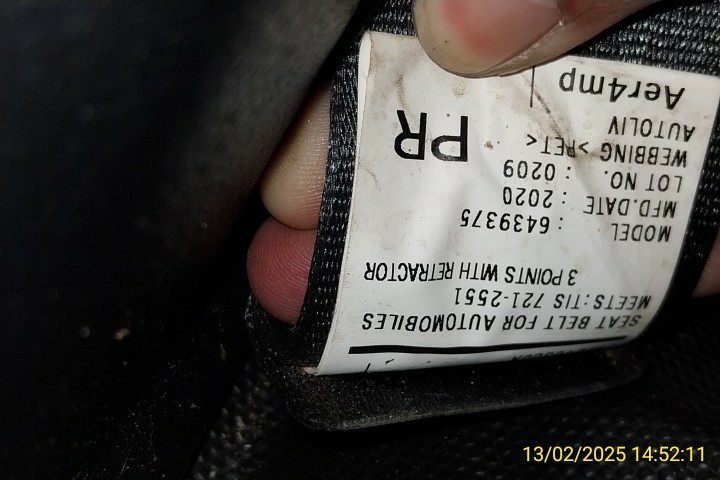 SEAT BELT FOR AUTOMOBILES
MEETS: TIS 721-2551
3 POINTS WITH RETRACTOR
MODEL : 6439375
MFD.DATE : 2020
LOT NO. : 0209
WEBBING >PET<
AUTOLIV
PR
Aer4mp
13/02/2025 14:52:11